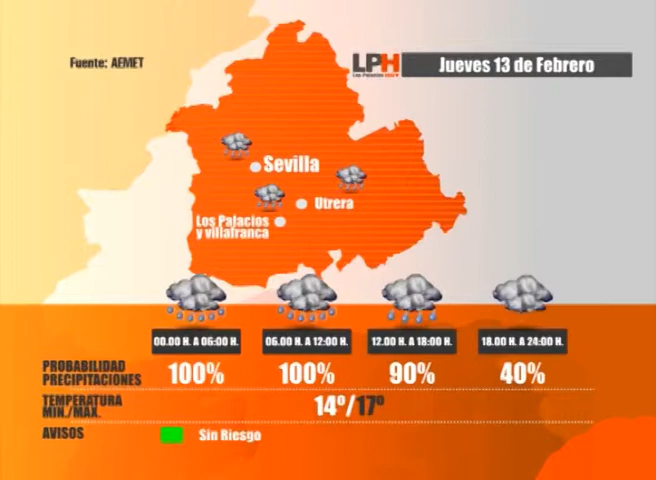 Fuente: AEMET
LPH
Jueves 13 de Febrero
Sevilla
Utrera
Los Palacios
y villafranca
00.00 H. A 06:00 H.
06.00 H. A 12:00 H.
12.00 H. A 18:00 H.
18.00 H. A 24:00 H.
PROBABILIDAD
PRECIPITACIONES
100%
100%
90%
40%
TEMPERATURA
MIN./MAX.
14º/17º
AVISOS
Sin Riesgo